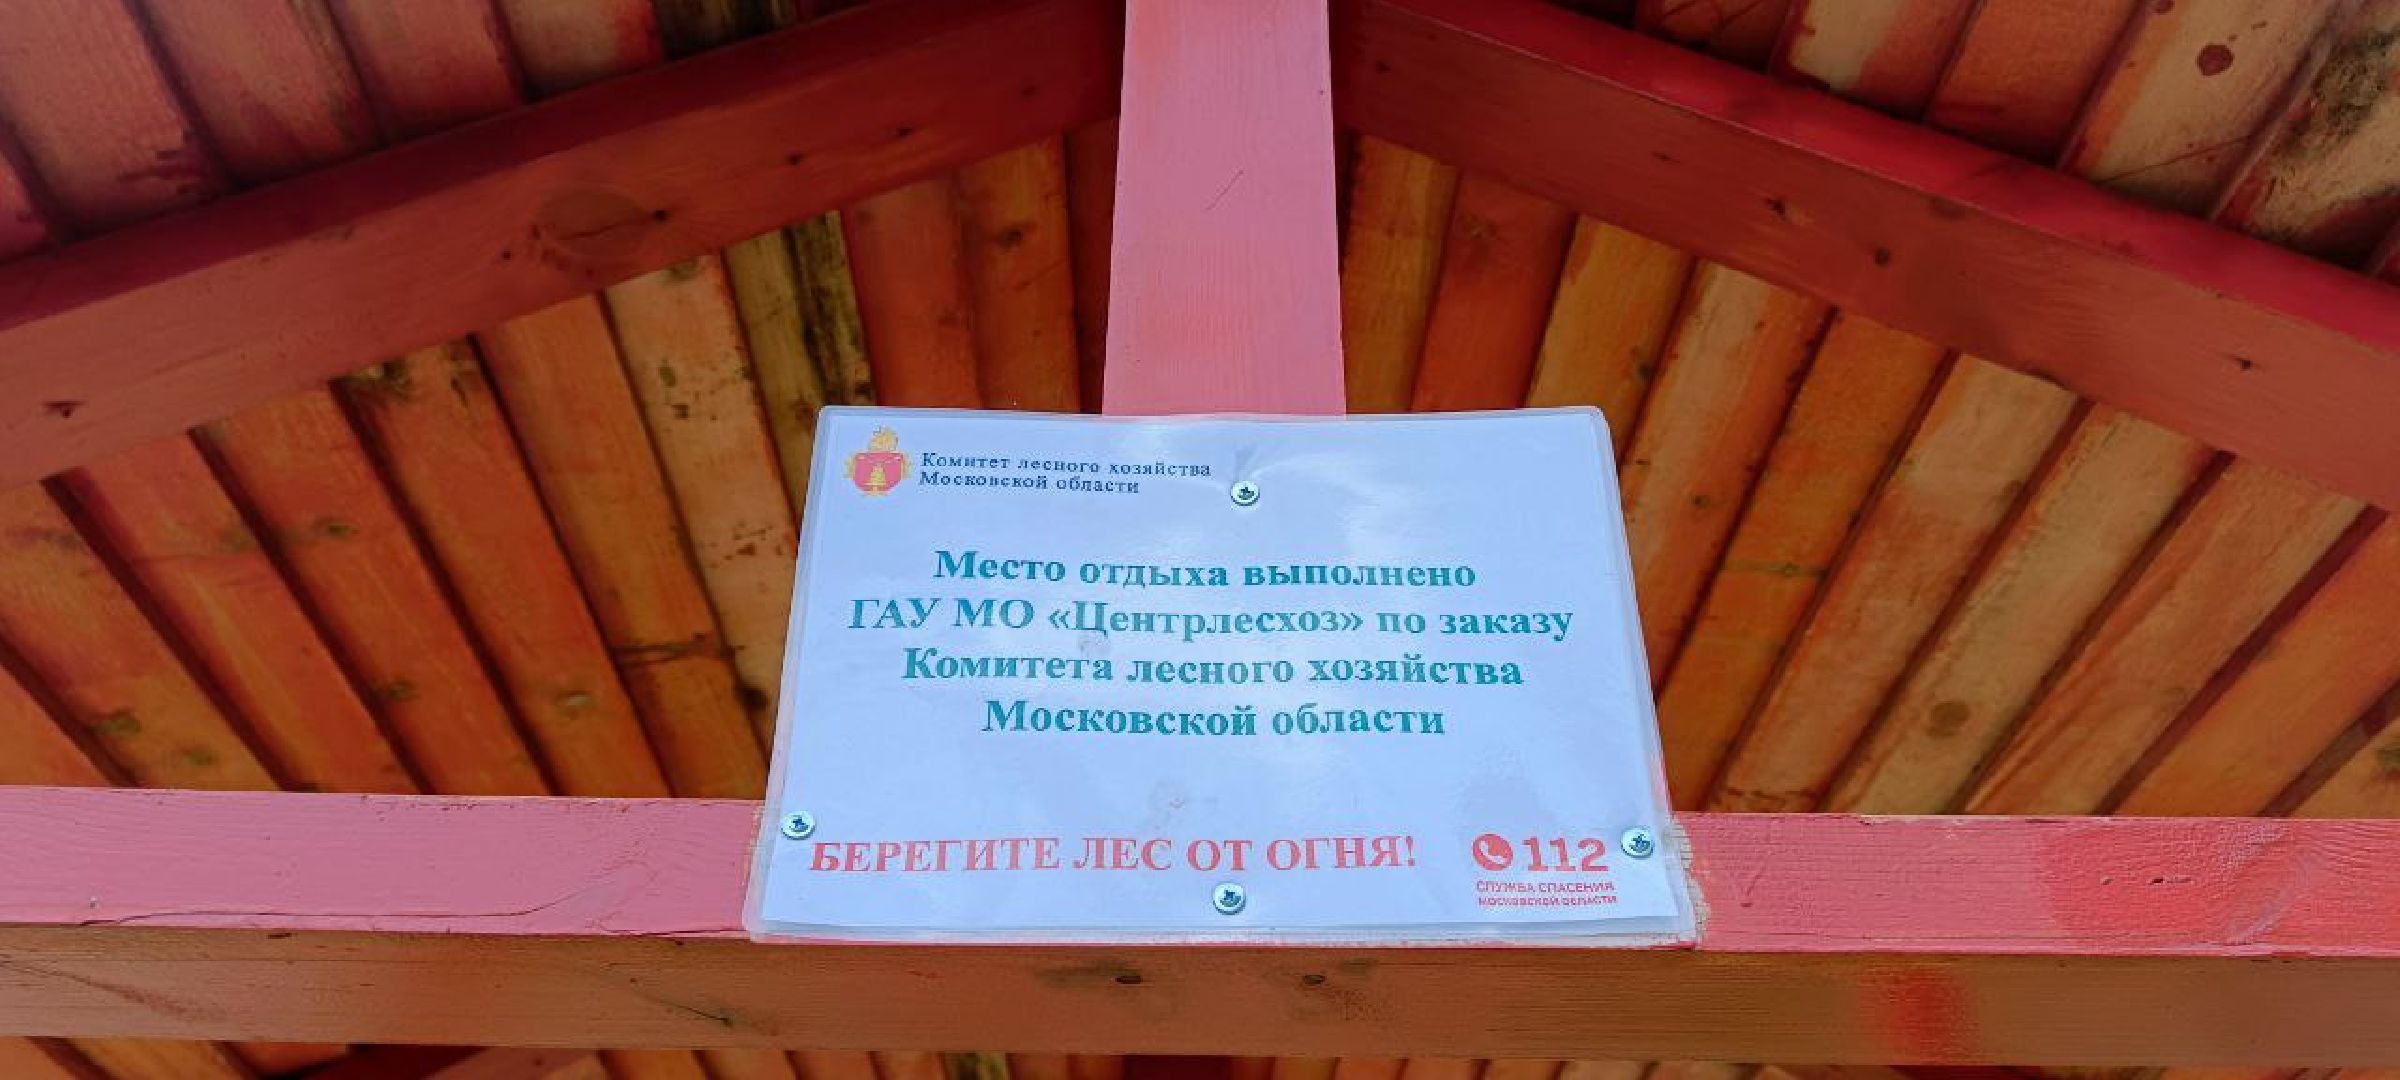 Комитет лесного хозяйства
Московской области
Место отдыха выполнено
ГАУ МО «Центрлесхоз» по заказу
Комитета лесного хозяйства
Московской области
БЕРЕГИТЕ ЛЕС ОТ ОГНЯ!
112
СЛУЖБА СПАСЕНИЯ
МОСКОВСКОЙ ОБЛАСТИ